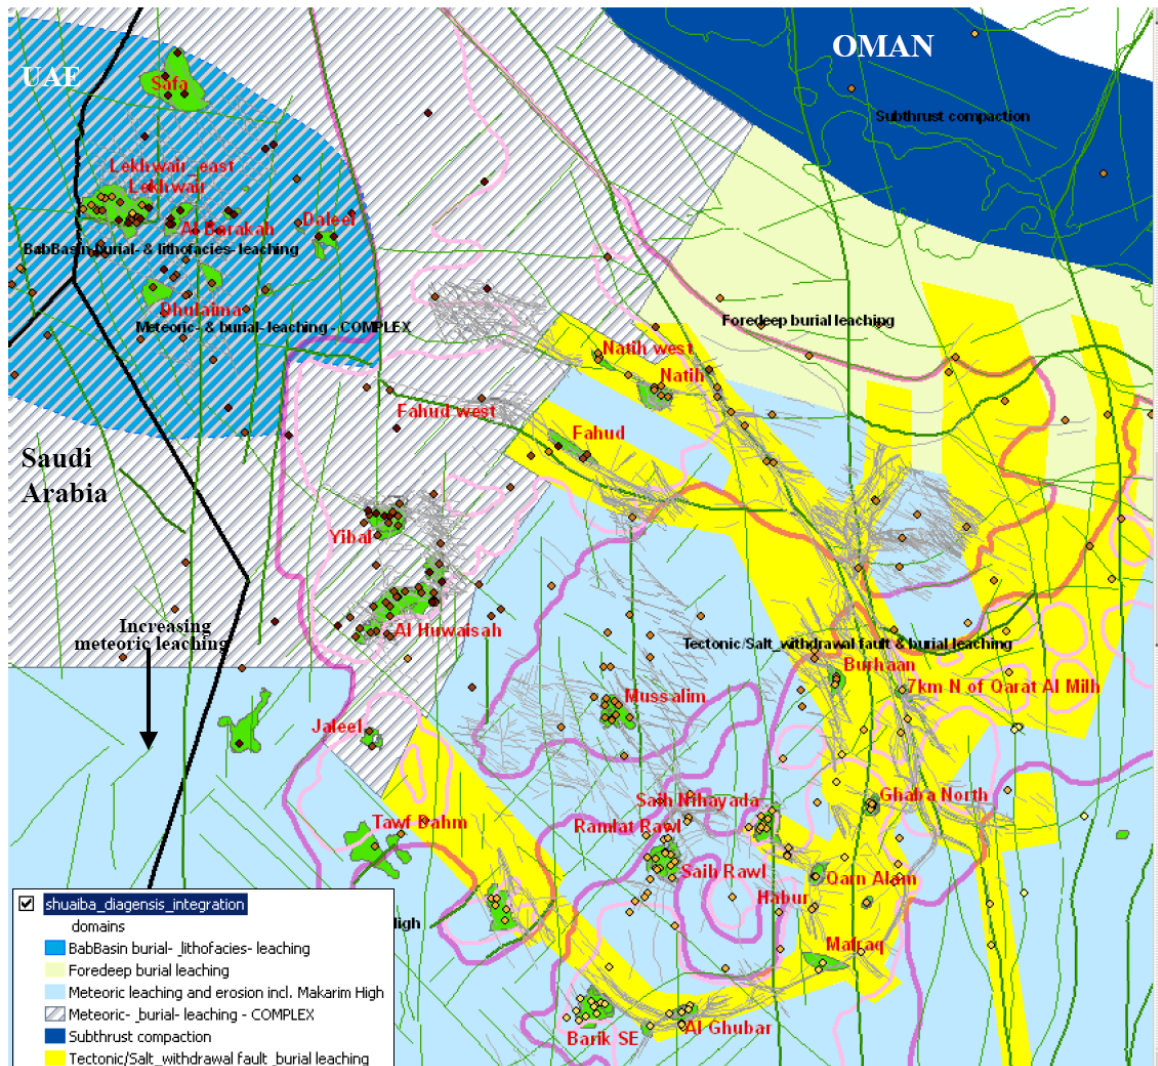 OMAN
UAE
Safa
Subthrust compaction
Lekhwair_east
Lekhwair
Al Barakah
Daleel
BabBasin burial- & lithofacies- leaching
Dhulaima
Meteoric- & burial- leaching - COMPLEX
Foredeep burial leaching
Natih west
Natih
Fahud west
Fahud
Saudi
Arabia
Yibal
Increasing
meteoric leaching
Al Huwaisah
Tectonic/Salt_withdrawal fault & burial leaching
Burhaan
7km N of Qarat Al Milh
Mussalim
Jaleel
Saih Nihayada
Ghaba North
Tawf Dahm
Ramlat Rawl
Saih Rawl
Qarn Alam
Habur
High
Mafraq
Barik SE
Al Ghubar
shuaiba_diagensis_integration
domains
BabBasin burial- _lithofacies- leaching
Foredeep burial leaching
Meteoric leaching and erosion incl. Makarim High
Meteoric- _burial- leaching - COMPLEX
Subthrust compaction
Tectonic/Salt_withdrawal fault_burial leaching